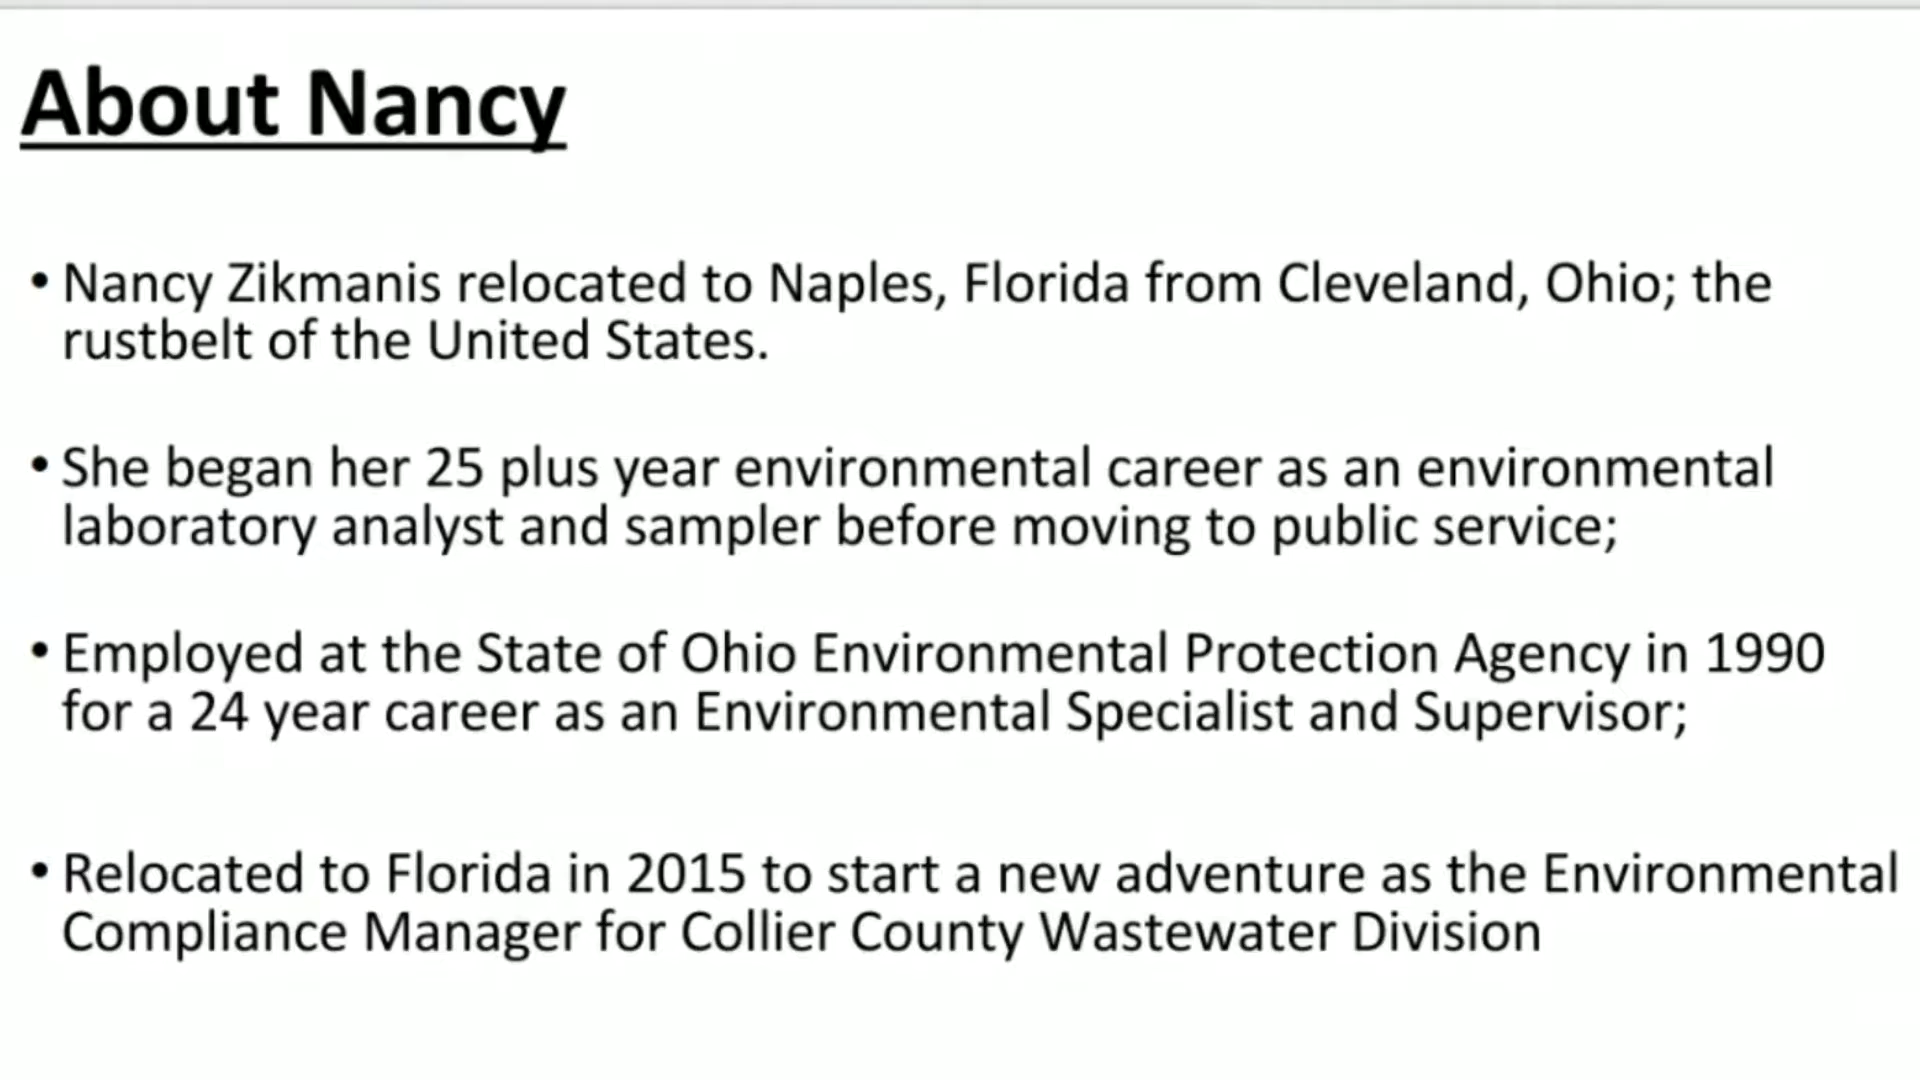 About Nancy
• Nancy Zikmanis relocated to Naples, Florida from Cleveland, Ohio; the
rustbelt of the United States.
• She began her 25 plus year environmental career as an environmental
laboratory analyst and sampler before moving to public service;
• Employed at the State of Ohio Environmental Protection Agency in 1990
for a 24 year career as an Environmental Specialist and Supervisor;
• Relocated to Florida in 2015 to start a new adventure as the Environmental
Compliance Manager for Collier County Wastewater Division